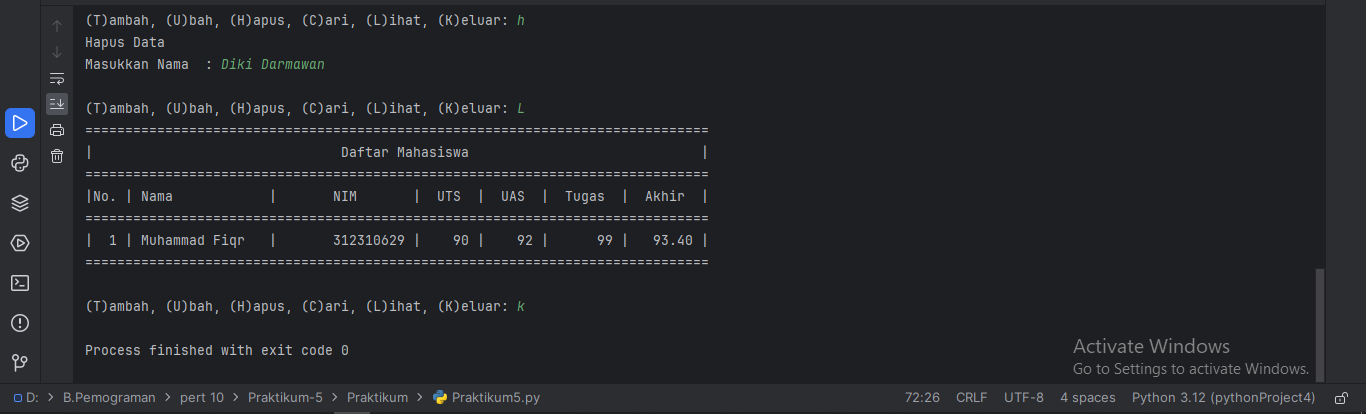 (T)ambah, (U)bah, (H)apus, (C)ari, (L)ihat, (K)eluar: h
Hapus Data
Masukkan Nama  : Diki Darmawan
(T)ambah, (U)bah, (H)apus, (C)ari, (L)ihat, (K)eluar: L
==============================================================================
|                               Daftar Mahasiswa                             |
==============================================================================
|No. | Nama            |       NIM       |  UTS  |  UAS  |  Tugas  |  Akhir  |
==============================================================================
|  1 | Muhammad Fiqr   |       312310629 |    90 |    92 |      99 |   93.40 |
==============================================================================
(T)ambah, (U)bah, (H)apus, (C)ari, (L)ihat, (K)eluar: k
Process finished with exit code 0
Activate Windows
Go to Settings to activate Windows.
D: > B.Pemograman > pert 10 > Praktikum-5 > Praktikum > Praktikum5.py 72:26 CRLF UTF-8 4 spaces Python 3.12 (pythonProject4)